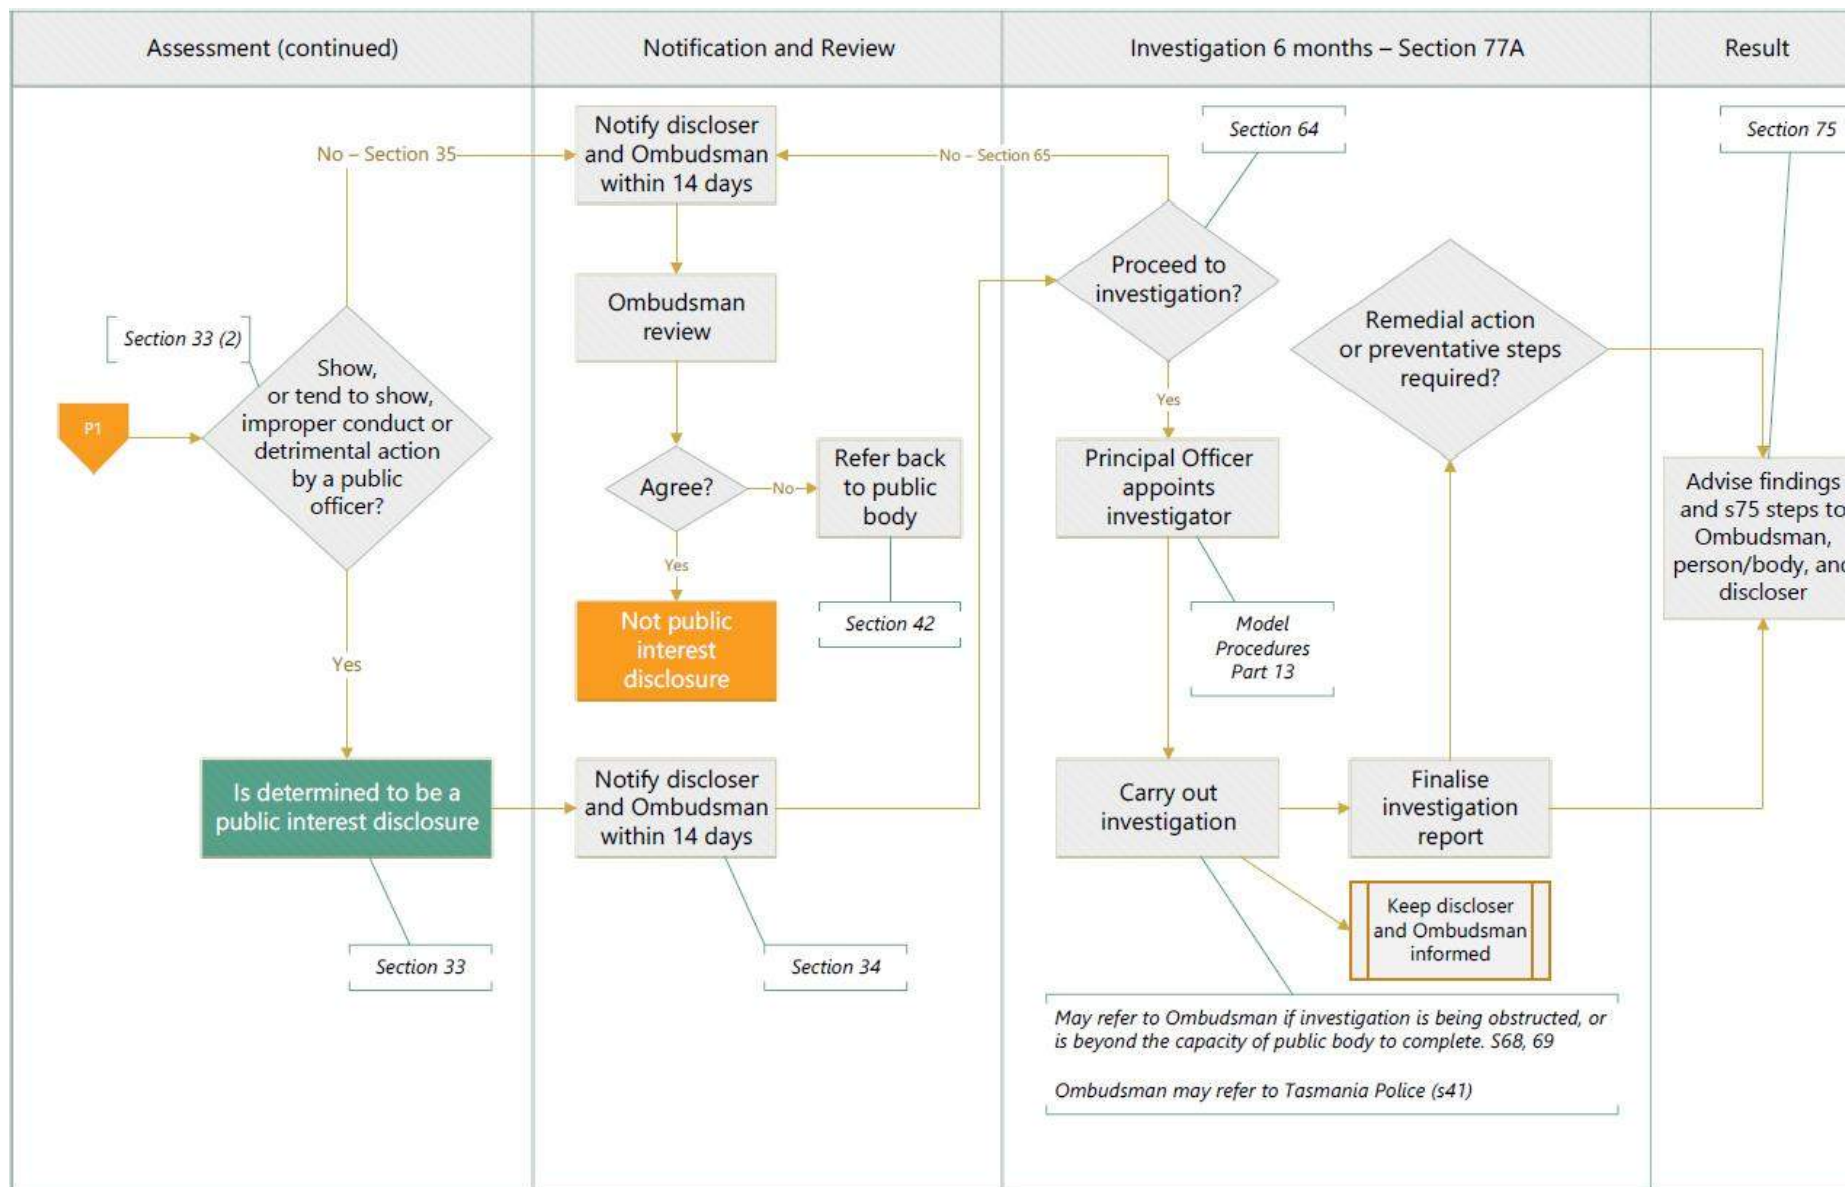 Assessment (continued)
Notification and Review
Investigation 6 months – Section 77A
Result
No – Section 35
Section 33 (2)
P1
Show,
or tend to show,
improper conduct or
detrimental action
by a public
officer?
Yes
Is determined to be a
public interest disclosure
Section 33
Notify discloser
and Ombudsman
within 14 days
Ombudsman
review
Agree?
No
Refer back
to public
body
Section 42
Yes
Not public
interest
disclosure
Notify discloser
and Ombudsman
within 14 days
Section 34
No – Section 65
Section 64
Proceed to
investigation?
Yes
Principal Officer
appoints
investigator
Model
Procedures
Part 13
Carry out
investigation
Remedial action
or preventative steps
required?
Finalise
investigation
report
Keep discloser
and Ombudsman
informed
May refer to Ombudsman if investigation is being obstructed, or
is beyond the capacity of public body to complete. S68, 69
Ombudsman may refer to Tasmania Police (s41)
Section 75
Advise findings
and s75 steps to
Ombudsman,
person/body, and
discloser